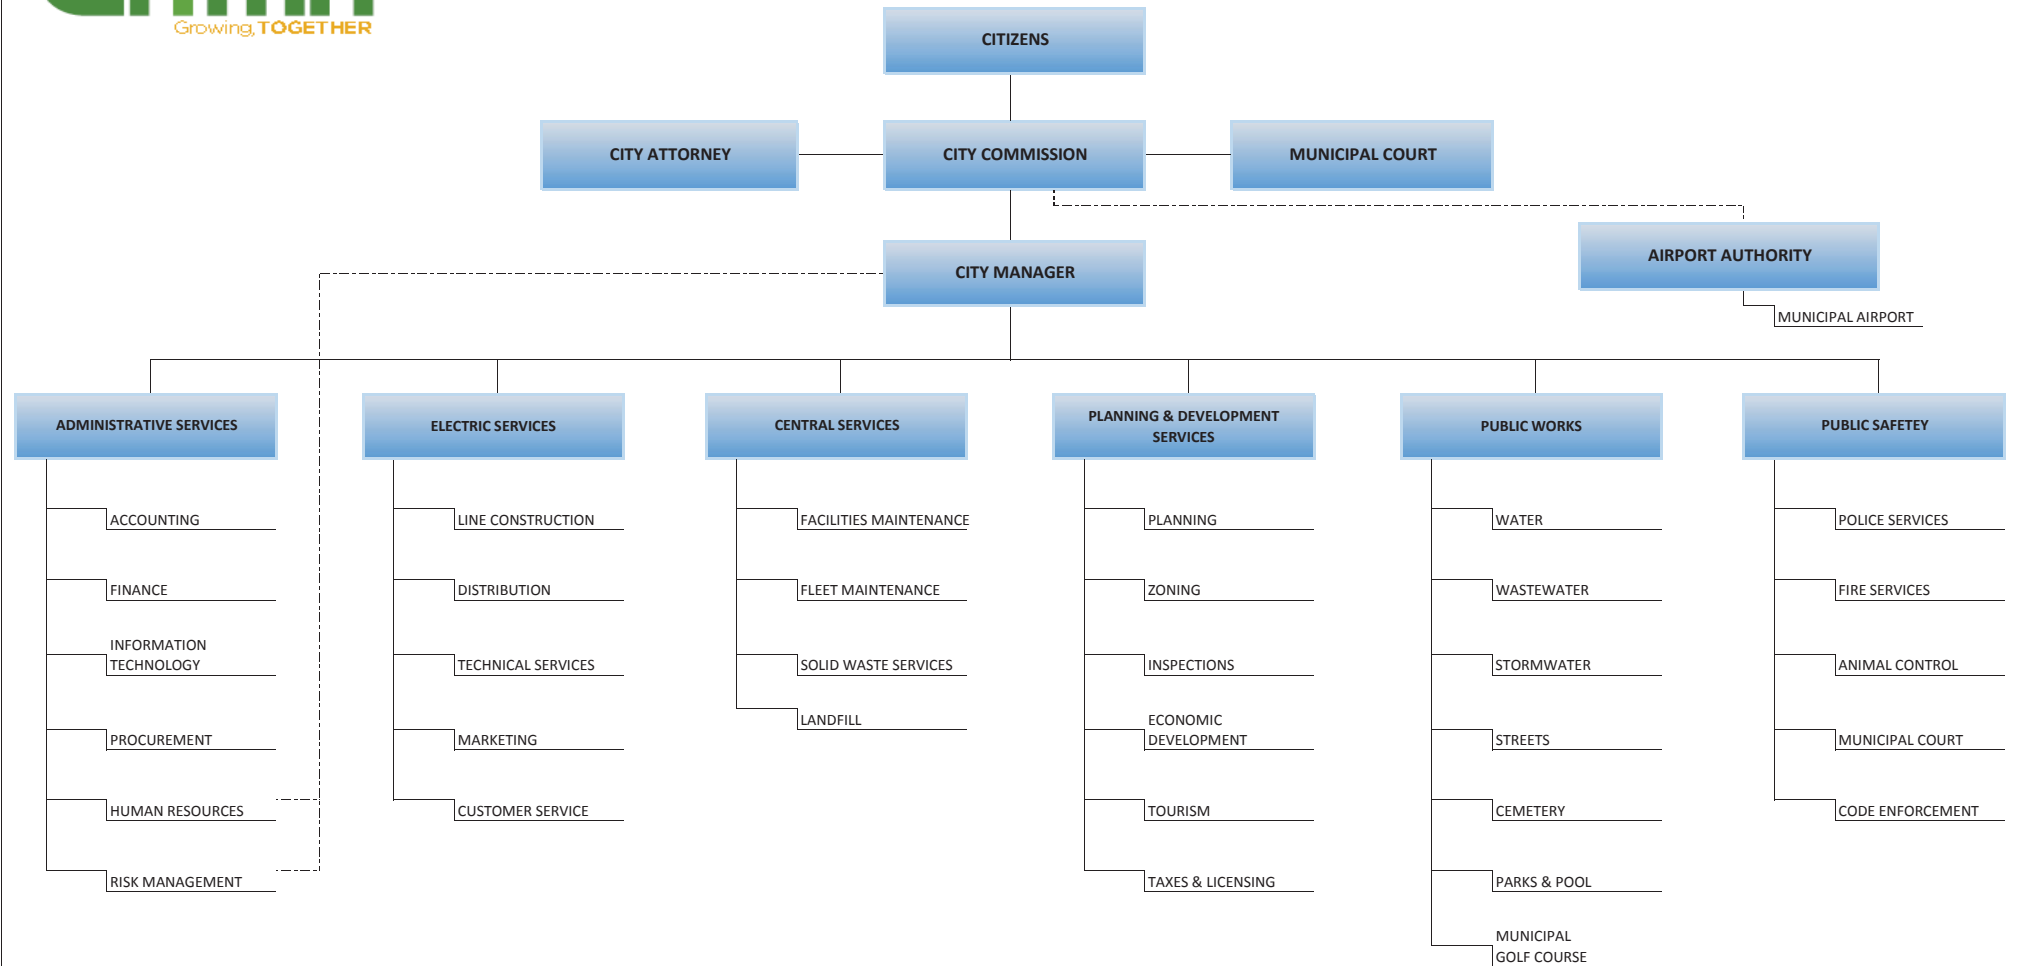 Growing, TOGETHER
CITIZENS
CITY ATTORNEY
CITY COMMISSION
MUNICIPAL COURT
CITY MANAGER
AIRPORT AUTHORITY
MUNICIPAL AIRPORT
ADMINISTRATIVE SERVICES
ACCOUNTING
FINANCE
INFORMATION
TECHNOLOGY
PROCUREMENT
HUMAN RESOURCES
RISK MANAGEMENT
ELECTRIC SERVICES
LINE CONSTRUCTION
DISTRIBUTION
TECHNICAL SERVICES
MARKETING
CUSTOMER SERVICE
CENTRAL SERVICES
FACILITIES MAINTENANCE
FLEET MAINTENANCE
SOLID WASTE SERVICES
LANDFILL
PLANNING & DEVELOPMENT
SERVICES
PLANNING
ZONING
INSPECTIONS
ECONOMIC
DEVELOPMENT
TOURISM
TAXES & LICENSING
PUBLIC WORKS
WATER
WASTEWATER
STORMWATER
STREETS
CEMETERY
PARKS & POOL
MUNICIPAL
GOLF COURSE
PUBLIC SAFETEY
POLICE SERVICES
FIRE SERVICES
ANIMAL CONTROL
MUNICIPAL COURT
CODE ENFORCEMENT